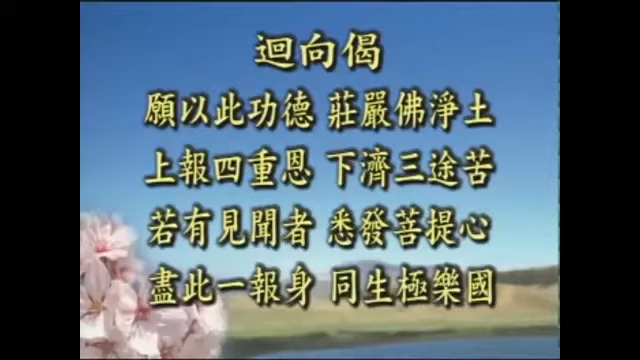 迴向偈
願以此功德 莊嚴佛淨土
上報四重恩 下濟三途苦
若有見聞者 悉發菩提心
盡此一報身 同生極樂國